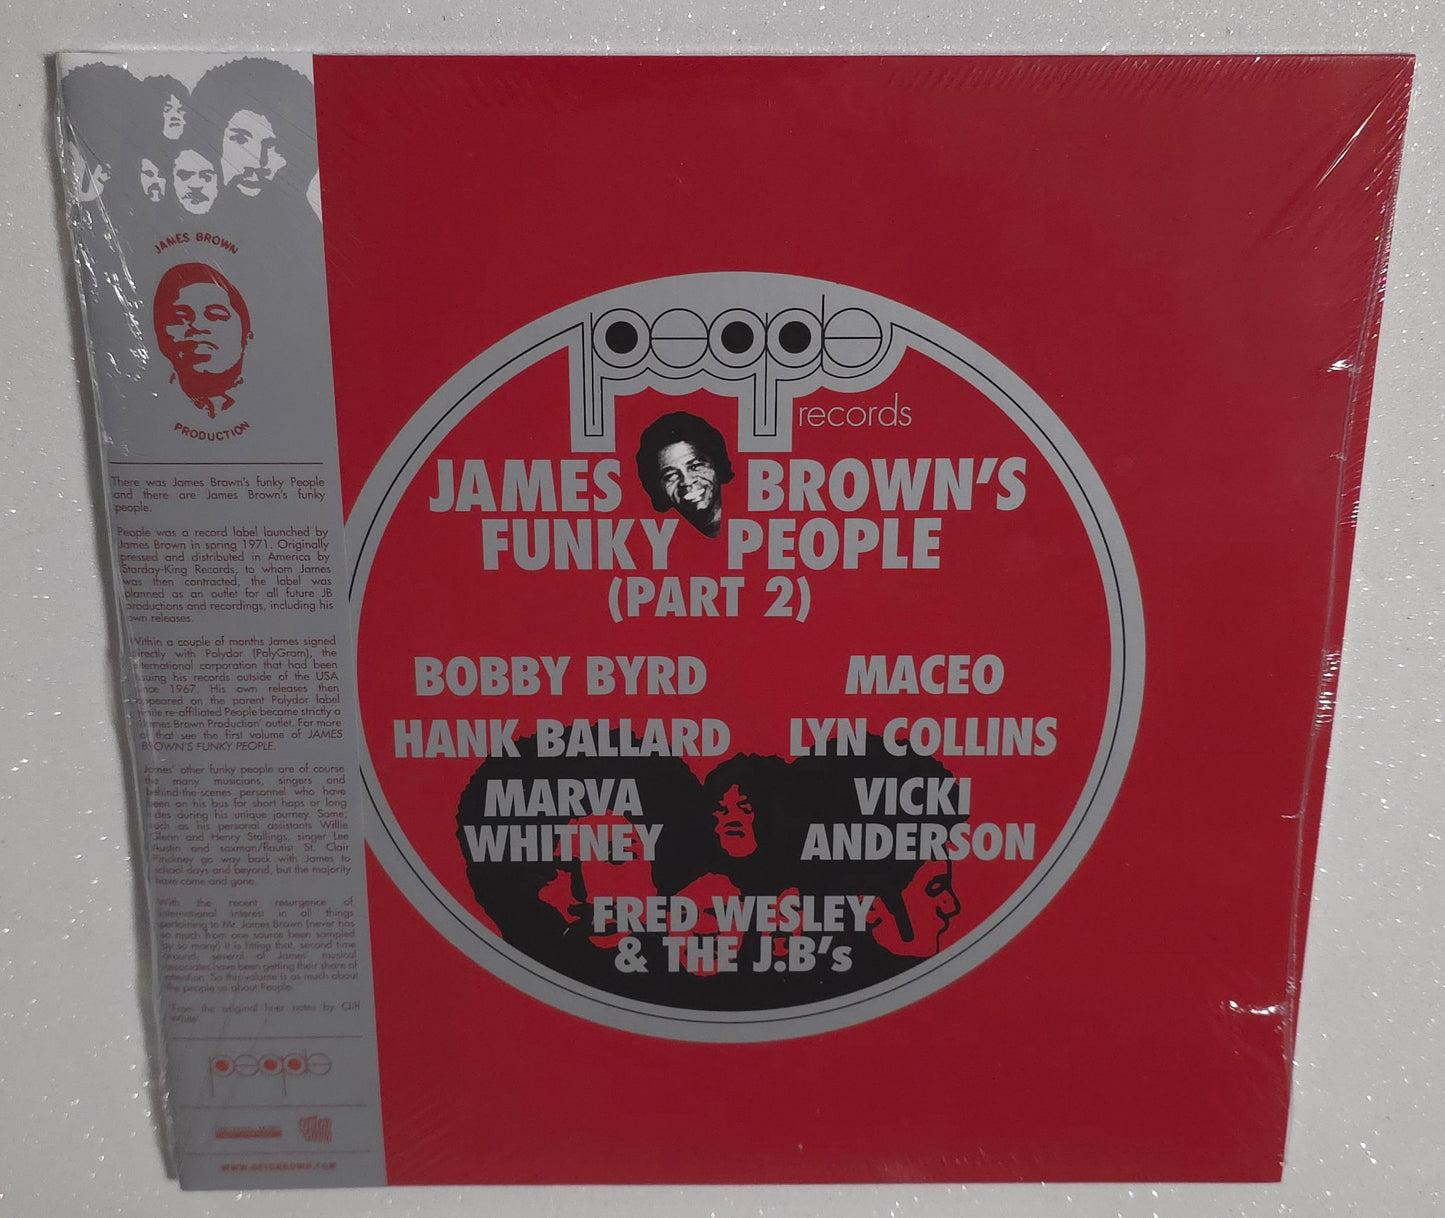 JAMES BROWN
PRODUCTION
There was James Brown's funky People
and there are James Brown's funky
people.
People was a record label launched by
James Brown in spring 1971. Originally
pressed and distributed in America by
Starday-King Records, to whom James
was then contracted, the label was
planned as an outlet for all future JB
productions and recordings, including his
own releases.
Within a couple of months James signed
directly with Polydor (PolyGram), the
international corporation that had been
issuing his records outside of the USA
since 1967. His own releases then
appeared on the parent Polydor label
while re-affiliated People became strictly a
'James Brown Production' outlet. For more
on that see the first volume of JAMES
BROWN'S FUNKY PEOPLE.
James' other funky people are of course
the many musicians, singers and
behind-the-scenes personnel who have
been on his bus for short hops or long
rides during his unique journey. Some;
such as his personal assistants Willie
Glenn and Henry Stallings, singer Lee
Austin and saxman/flautist St. Clair
Pinckney go way back with James to
school days and beyond, but the majority
have come and gone.
With the recent resurgence of
international interest in all things
pertaining to Mr. James Brown (never has
so much from one source been sampled
by so many) it is fitting that, second time
around, several of James' musical
associates have been getting their share of
attention. So this volume is as much about
the people as about People.
'From the original liner notes by Cliff
White'
people
people
records
JAMES BROWN'S
FUNKY PEOPLE
(PART 2)
BOBBY BYRD MACEO
HANK BALLARD LYN COLLINS
MARVA VICKI
WHITNEY ANDERSON
FRED WESLEY
& THE J.B's